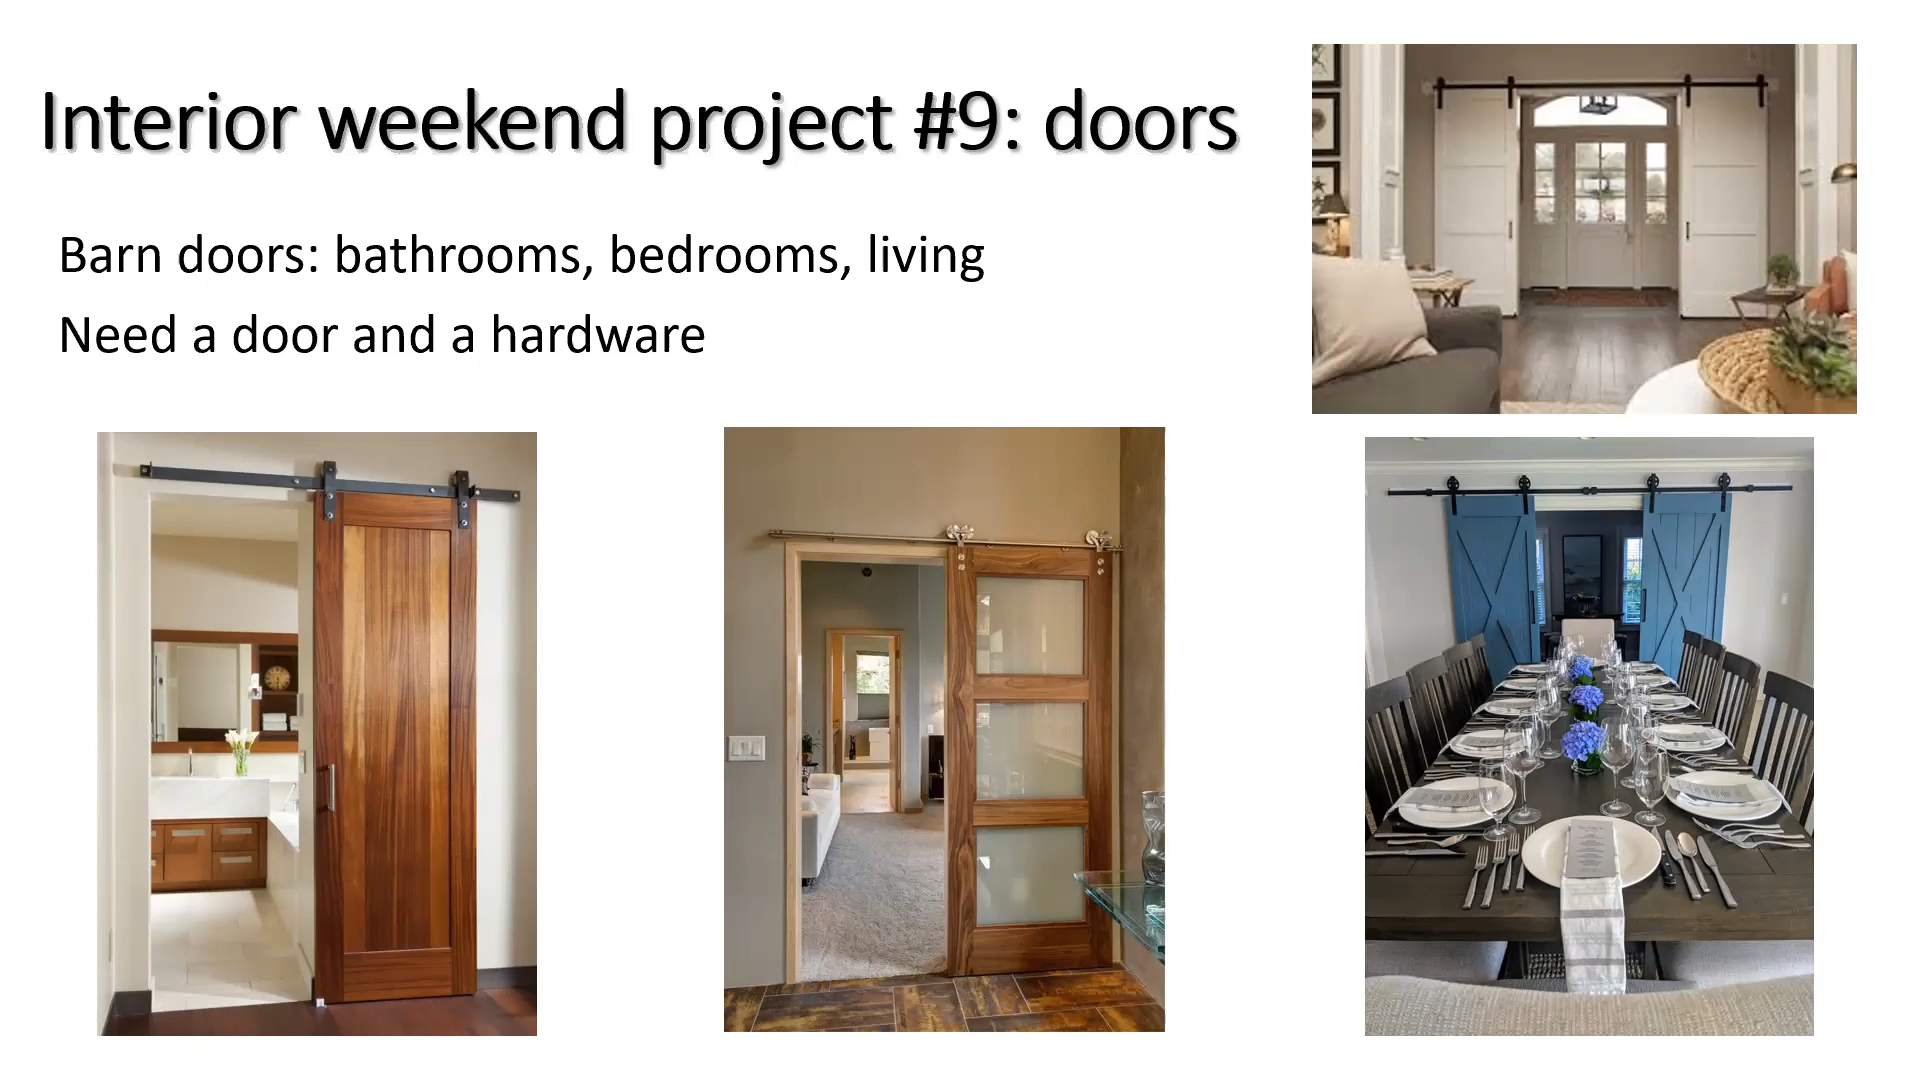 Interior weekend project #9: doors
Barn doors: bathrooms, bedrooms, living
Need a door and a hardware